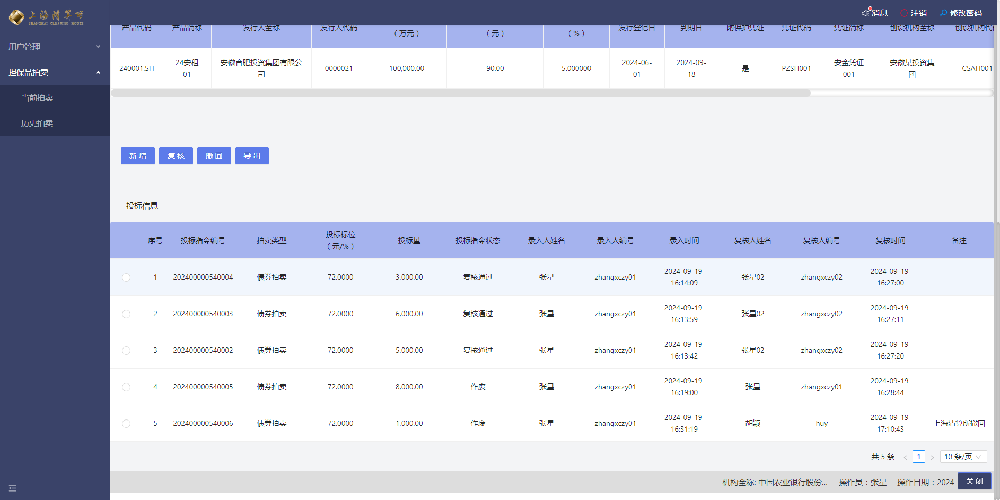 上海清算所
SHANGHAI CLEARING HOUSE
消息
注销
修改密码
用户管理
担保品拍卖
当前拍卖
历史拍卖
产品代码 产品简称 发行人全称 发行人代码 （万元） （元） （%） 发行登记日 到期日 附保护凭证 凭证代码 凭证简称 创设机构全称 创设机构代
240001.SH 24安租01 安徽合肥投资集团有限公司 0000021 100,000.00 90.00 5.000000 2024-06-01 2024-09-18 是 PZSH001 安金凭证001 安徽某投资集团 CSAH001
新增 复核 撤回 导出
投标信息
序号 投标指令编号 拍卖类型 投标标位（元/%） 投标量 投标指令状态 录入人姓名 录入人编号 录入时间 复核人姓名 复核人编号 复核时间 备注
1 202400000540004 债券拍卖 72.0000 3,000.00 复核通过 张星 zhangxczy01 2024-09-19 16:14:09 张星02 zhangxczy02 2024-09-19 16:27:00
2 202400000540003 债券拍卖 72.0000 6,000.00 复核通过 张星 zhangxczy01 2024-09-19 16:13:59 张星02 zhangxczy02 2024-09-19 16:27:11
3 202400000540002 债券拍卖 72.0000 5,000.00 复核通过 张星 zhangxczy01 2024-09-19 16:13:42 张星02 zhangxczy02 2024-09-19 16:27:20
4 202400000540005 债券拍卖 72.0000 8,000.00 作废 张星 zhangxczy01 2024-09-19 16:19:00 张星 zhangxczy01 2024-09-19 16:28:44
5 202400000540006 债券拍卖 72.0000 1,000.00 作废 张星 zhangxczy01 2024-09-19 16:31:19 胡颖 huy 2024-09-19 17:10:43 上海清算所撤回
共 5 条 < 1 > 10 条/页
机构全称: 中国农业银行股份... 操作员：张星 操作日期：2024- 关闭